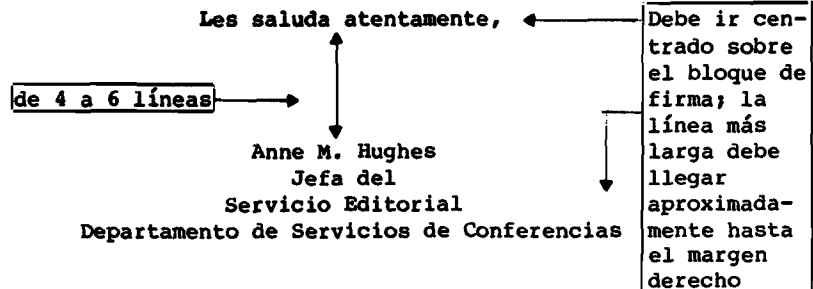 Les saluda atentamente,
de 4 a 6 líneas
Anne M. Hughes
Jefa del
Servicio Editorial
Departamento de Servicios de Conferencias
Debe ir cen-
trado sobre
el bloque de
firma; la
línea más
larga debe
llegar
aproximada-
mente hasta
el margen
derecho